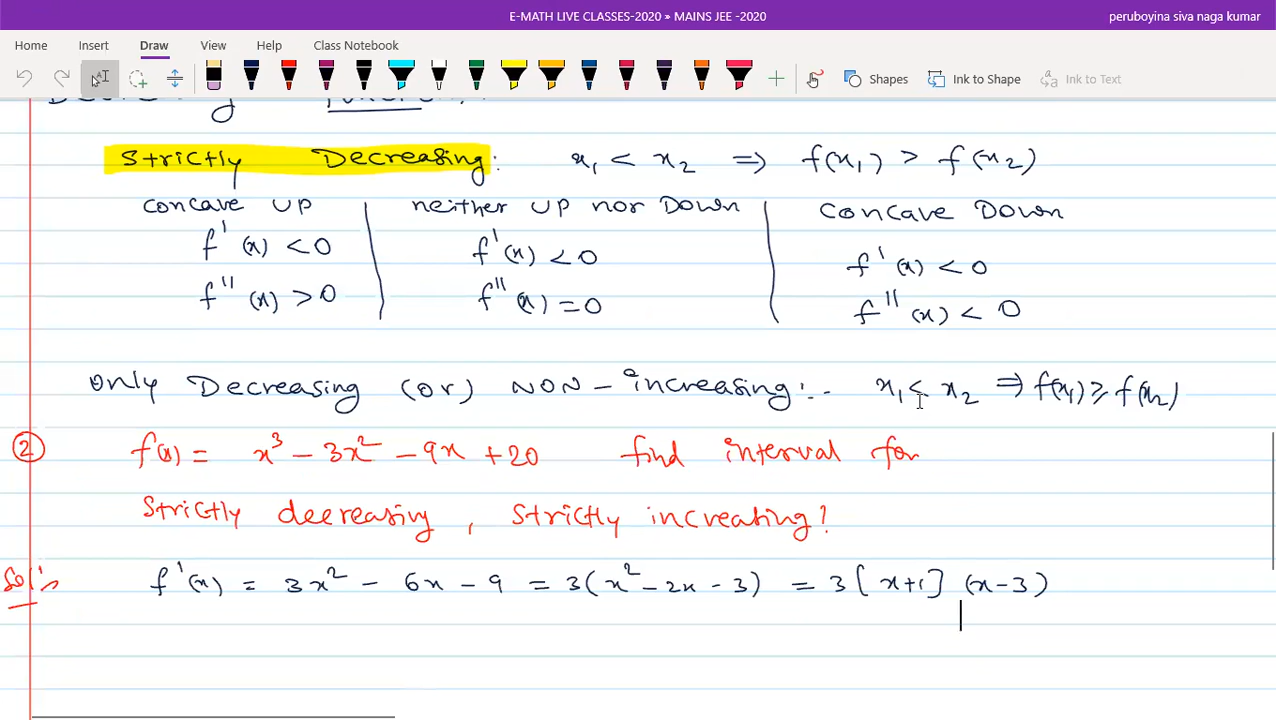 E-MATH LIVE CLASSES-2020 » MAINS JEE -2020
peruboyina siva naga kumar
Home Insert Draw View Help Class Notebook
Shapes Ink to Shape Ink to Text
Strictly Decreasing: x₁ < x₂ ⇒ f(x₁) > f(x₂)
concave UP | neither UP nor Down | concave Down
f'(x) < 0 | f'(x) < 0 | f'(x) < 0
f''(x) > 0 | f''(x) = 0 | f''(x) < 0
Only Decreasing (or) NON-increasing:- x₁ < x₂ ⇒ f(x₁) ≥ f(x₂)
② f(x) = x³ - 3x² - 9x + 20 find interval for
Strictly decreasing, Strictly increasing?
Sol'n f'(x) = 3x² - 6x - 9 = 3(x² - 2x - 3) = 3[x+1] (x-3)